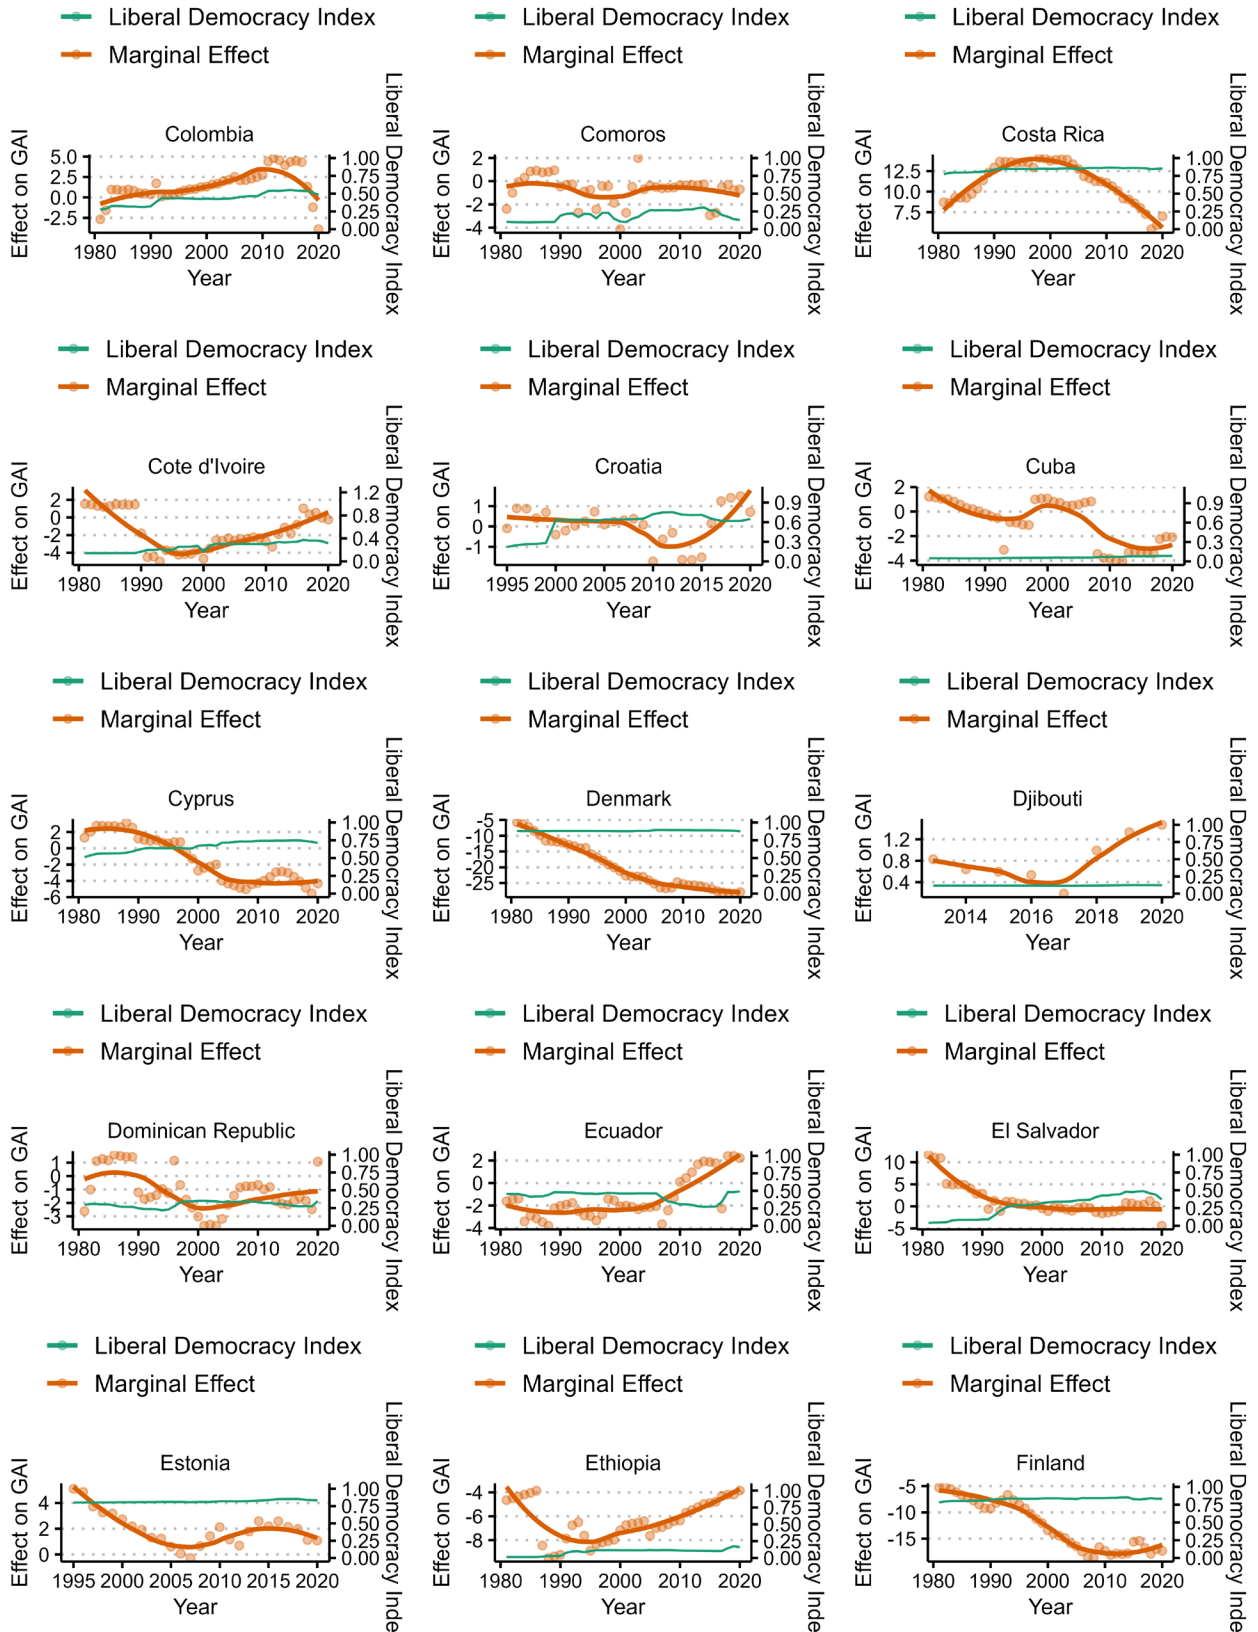 Liberal Democracy Index
Marginal Effect
Liberal Democracy Index
Marginal Effect
Liberal Democracy Index
Marginal Effect
Colombia
Effect on GAI
5.0
2.5
0.0
-2.5
1.00
0.75
0.50
0.25
0.00
Liberal Democracy Index
1980 1990 2000 2010 2020
Year
Comoros
Effect on GAI
2
0
-2
-4
1.00
0.75
0.50
0.25
0.00
Liberal Democracy Index
1980 1990 2000 2010 2020
Year
Costa Rica
Effect on GAI
12.5
10.0
7.5
1.00
0.75
0.50
0.25
0.00
Liberal Democracy Index
1980 1990 2000 2010 2020
Year
Liberal Democracy Index
Marginal Effect
Liberal Democracy Index
Marginal Effect
Liberal Democracy Index
Marginal Effect
Cote d'Ivoire
Effect on GAI
2
0
-2
-4
1.2
0.8
0.4
0.0
Liberal Democracy Index
1980 1990 2000 2010 2020
Year
Croatia
Effect on GAI
1
0
-1
0.9
0.6
0.3
0.0
Liberal Democracy Index
1995 2000 2005 2010 2015 2020
Year
Cuba
Effect on GAI
2
0
-2
-4
0.9
0.6
0.3
0.0
Liberal Democracy Index
1980 1990 2000 2010 2020
Year
Liberal Democracy Index
Marginal Effect
Liberal Democracy Index
Marginal Effect
Liberal Democracy Index
Marginal Effect
Cyprus
Effect on GAI
2
0
-2
-4
-6
1.00
0.75
0.50
0.25
0.00
Liberal Democracy Index
1980 1990 2000 2010 2020
Year
Denmark
Effect on GAI
-5
-10
-15
-20
-25
1.00
0.75
0.50
0.25
0.00
Liberal Democracy Index
1980 1990 2000 2010 2020
Year
Djibouti
Effect on GAI
1.2
0.8
0.4
1.00
0.75
0.50
0.25
0.00
Liberal Democracy Index
2014 2016 2018 2020
Year
Liberal Democracy Index
Marginal Effect
Liberal Democracy Index
Marginal Effect
Liberal Democracy Index
Marginal Effect
Dominican Republic
Effect on GAI
1
0
-1
-2
-3
1.00
0.75
0.50
0.25
0.00
Liberal Democracy Index
1980 1990 2000 2010 2020
Year
Ecuador
Effect on GAI
2
0
-2
-4
1.00
0.75
0.50
0.25
0.00
Liberal Democracy Index
1980 1990 2000 2010 2020
Year
El Salvador
Effect on GAI
10
5
0
-5
1.00
0.75
0.50
0.25
0.00
Liberal Democracy Index
1980 1990 2000 2010 2020
Year
Liberal Democracy Index
Marginal Effect
Liberal Democracy Index
Marginal Effect
Liberal Democracy Index
Marginal Effect
Estonia
Effect on GAI
4
2
0
1.00
0.75
0.50
0.25
0.00
Liberal Democracy Inde
1995 2000 2005 2010 2015 2020
Year
Ethiopia
Effect on GAI
-4
-6
-8
1.00
0.75
0.50
0.25
0.00
Liberal Democracy Inde
1980 1990 2000 2010 2020
Year
Finland
Effect on GAI
-5
-10
-15
1.00
0.75
0.50
0.25
0.00
Liberal Democracy Inde
1980 1990 2000 2010 2020
Year